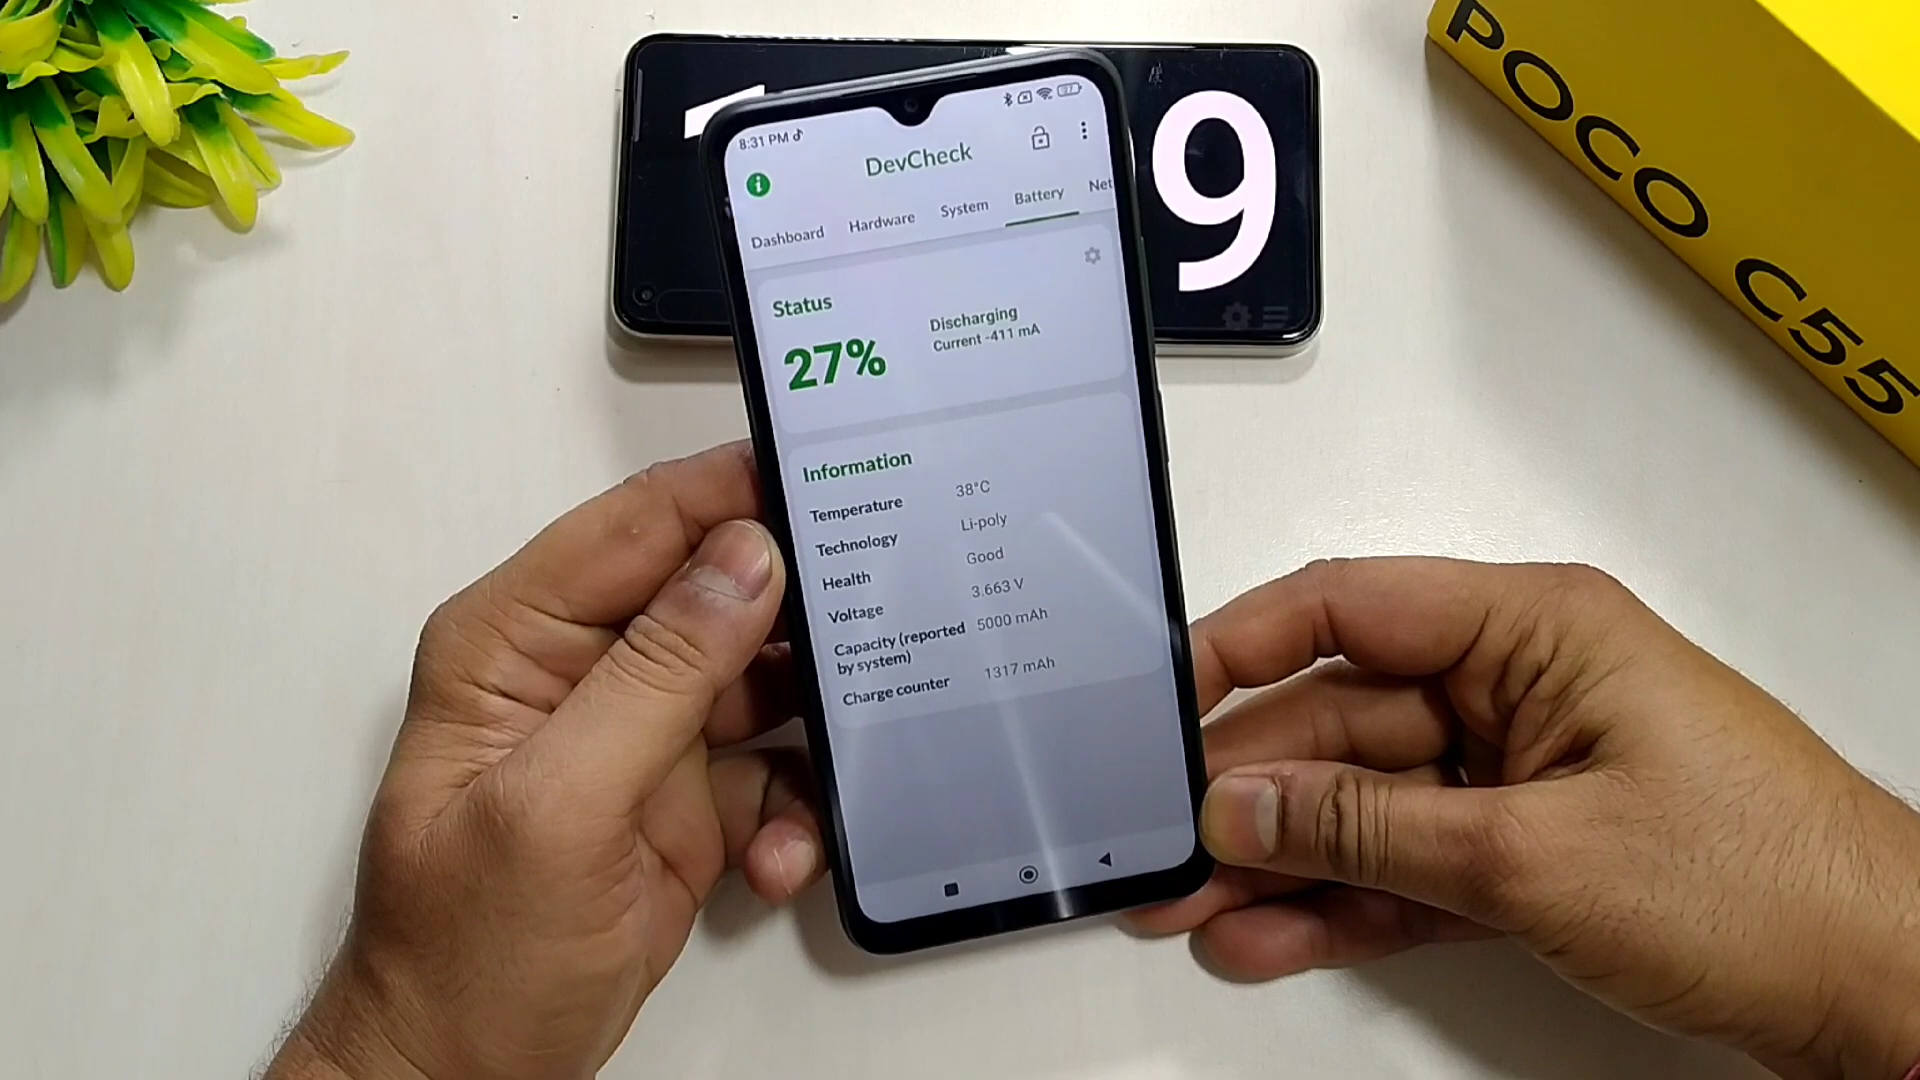 POCO C55
9
8:31 PM
27
DevCheck
Dashboard Hardware System Battery Net
Status
27%
Discharging
Current -411 mA
Information
Temperature 38°C
Technology Li-poly
Health Good
Voltage 3.663 V
Capacity (reported by system) 5000 mAh
Charge counter 1317 mAh